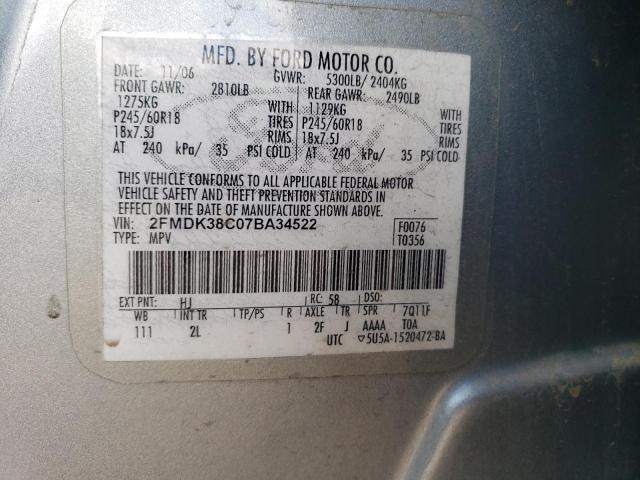 MFD. BY FORD MOTOR CO.
DATE: 11/06 GVWR: 5300LB/ 2404KG
FRONT GAWR: 2810LB REAR GAWR: 2490LB
1275KG WITH 1129KG WITH
P245/60R18 TIRES P245/60R18 TIRES
18x7.5J RIMS 18x7.5J RIMS
AT 240 kPa/ 35 PSI COLD AT 240 kPa/ 35 PSI COLD
THIS VEHICLE CONFORMS TO ALL APPLICABLE FEDERAL MOTOR
VEHICLE SAFETY AND THEFT PREVENTION STANDARDS IN
EFFECT ON THE DATE OF MANUFACTURE SHOWN ABOVE.
VIN: 2FMDK38C07BA34522 F0076
TYPE: MPV T0356
EXT PNT: HJ RC: 58 DSO:
WB INT TR TP/PS R AXLE TR SPR 7Q11F
111 2L 1 2F J AAAA TOA
UTC ▽5U5A-1520472-BA